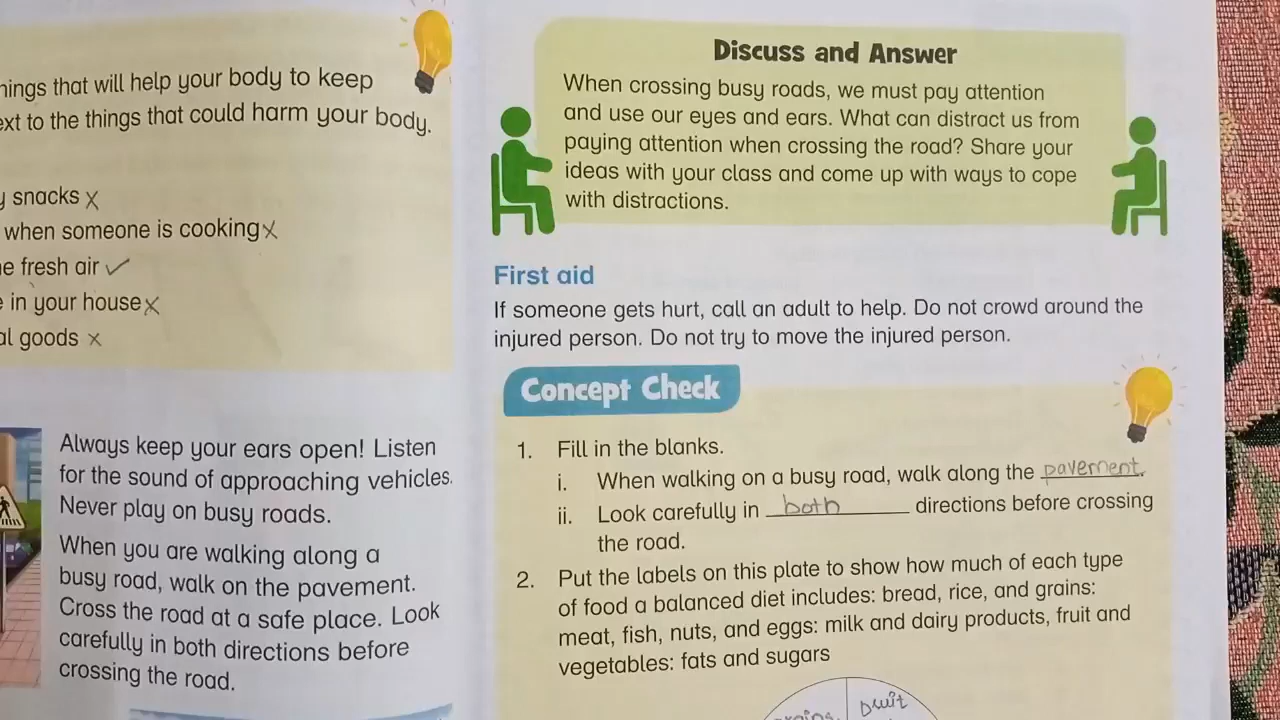 things that will help your body to keep
next to the things that could harm your body.
snacks X
when someone is cooking X
fresh air ✓
in your house X
goods x
Always keep your ears open! Listen
for the sound of approaching vehicles.
Never play on busy roads.
When you are walking along a
busy road, walk on the pavement.
Cross the road at a safe place. Look
carefully in both directions before
crossing the road.
Discuss and Answer
When crossing busy roads, we must pay attention
and use our eyes and ears. What can distract us from
paying attention when crossing the road? Share your
ideas with your class and come up with ways to cope
with distractions.
First aid
If someone gets hurt, call an adult to help. Do not crowd around the
injured person. Do not try to move the injured person.
Concept Check
1. Fill in the blanks.
i. When walking on a busy road, walk along the pavement.
ii. Look carefully in both directions before crossing
the road.
2. Put the labels on this plate to show how much of each type
of food a balanced diet includes: bread, rice, and grains:
meat, fish, nuts, and eggs: milk and dairy products, fruit and
vegetables: fats and sugars